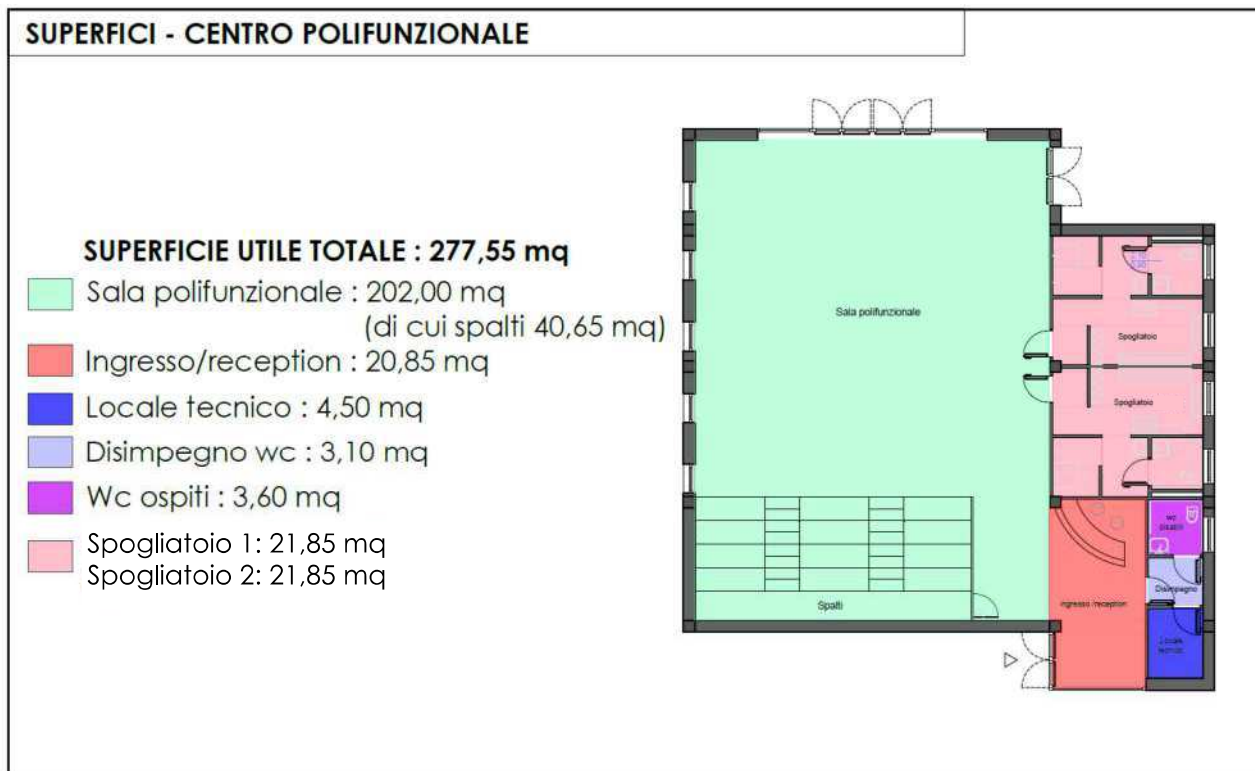 SUPERFICI - CENTRO POLIFUNZIONALE
SUPERFICIE UTILE TOTALE : 277,55 mq
Sala polifunzionale : 202,00 mq
(di cui spalti 40,65 mq)
Ingresso/reception : 20,85 mq
Locale tecnico : 4,50 mq
Disimpegno wc : 3,10 mq
Wc ospiti : 3,60 mq
Spogliatoio 1: 21,85 mq
Spogliatoio 2: 21,85 mq
Sala polifunzionale
Spogliatoio
Spogliatoio
wc
Disimpegno
Ingresso /reception
Spalti
Locale
tecnico